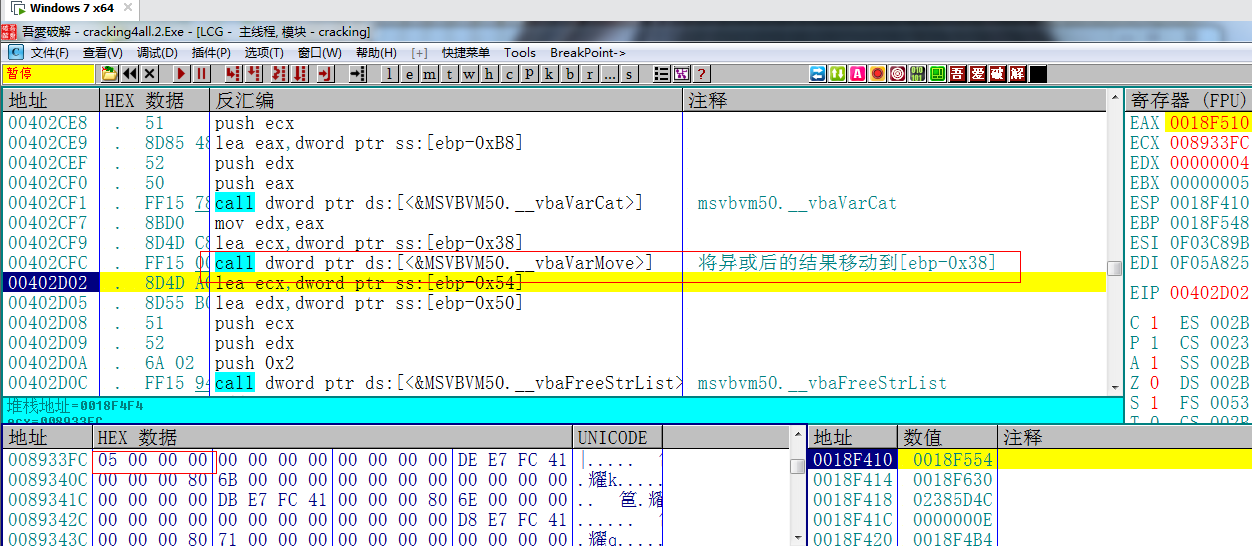 Windows 7 x64
吾愛破解 - cracking4all.2.Exe - [LCG - 主线程, 模块 - cracking]
文件(F) 查看(V) 调试(D) 插件(P) 选项(T) 窗口(W) 帮助(H) [+] 快捷菜单 Tools BreakPoint->
暂停 l e m t w h c p k b r ... s ? 吾 爱 破 解
地址 HEX 数据 反汇编 注释 寄存器 (FPU)
00402CE8 . 51 push ecx
00402CE9 . 8D85 48 lea eax,dword ptr ss:[ebp-0xB8]
00402CEF . 52 push edx
00402CF0 . 50 push eax
00402CF1 . FF15 78 call dword ptr ds:[<&MSVBVM50.__vbaVarCat>] msvbvm50.__vbaVarCat
00402CF7 . 8BD0 mov edx,eax
00402CF9 . 8D4D C8 lea ecx,dword ptr ss:[ebp-0x38]
00402CFC . FF15 00 call dword ptr ds:[<&MSVBVM50.__vbaVarMove>] 将异或后的结果移动到[ebp-0x38]
00402D02 . 8D4D AC lea ecx,dword ptr ss:[ebp-0x54]
00402D05 . 8D55 B0 lea edx,dword ptr ss:[ebp-0x50]
00402D08 . 51 push ecx
00402D09 . 52 push edx
00402D0A . 6A 02 push 0x2
00402D0C . FF15 94 call dword ptr ds:[<&MSVBVM50.__vbaFreeStrList> msvbvm50.__vbaFreeStrList
EAX 0018F510
ECX 008933FC
EDX 00000004
EBX 00000005
ESP 0018F410
EBP 0018F548
ESI 0F03C89B
EDI 0F05A825
EIP 00402D02
C 1 ES 002B
P 1 CS 0023
A 1 SS 002B
Z 0 DS 002B
S 1 FS 0053
T 0 CS 002B
堆栈地址=0018F4F4
ecx=008933FC
地址 HEX 数据 UNICODE
008933FC 05 00 00 00 00 00 00 00 00 00 00 00 DE E7 FC 41 .....
0089340C 00 00 00 80 6B 00 00 00 00 00 00 00 00 00 00 00 .耀k.....
0089341C 00 00 00 00 DB E7 FC 41 00 00 00 80 6E 00 00 00 .. 䇼.耀
0089342C 00 00 00 00 00 00 00 00 00 00 00 00 D8 E7 FC 41 ......
0089343C 00 00 00 80 71 00 00 00 00 00 00 00 00 00 00 00 .耀q.....
地址 数值 注释
0018F410 0018F554
0018F414 0018F630
0018F418 02385D4C
0018F41C 0000000E
0018F420 0018F4B4